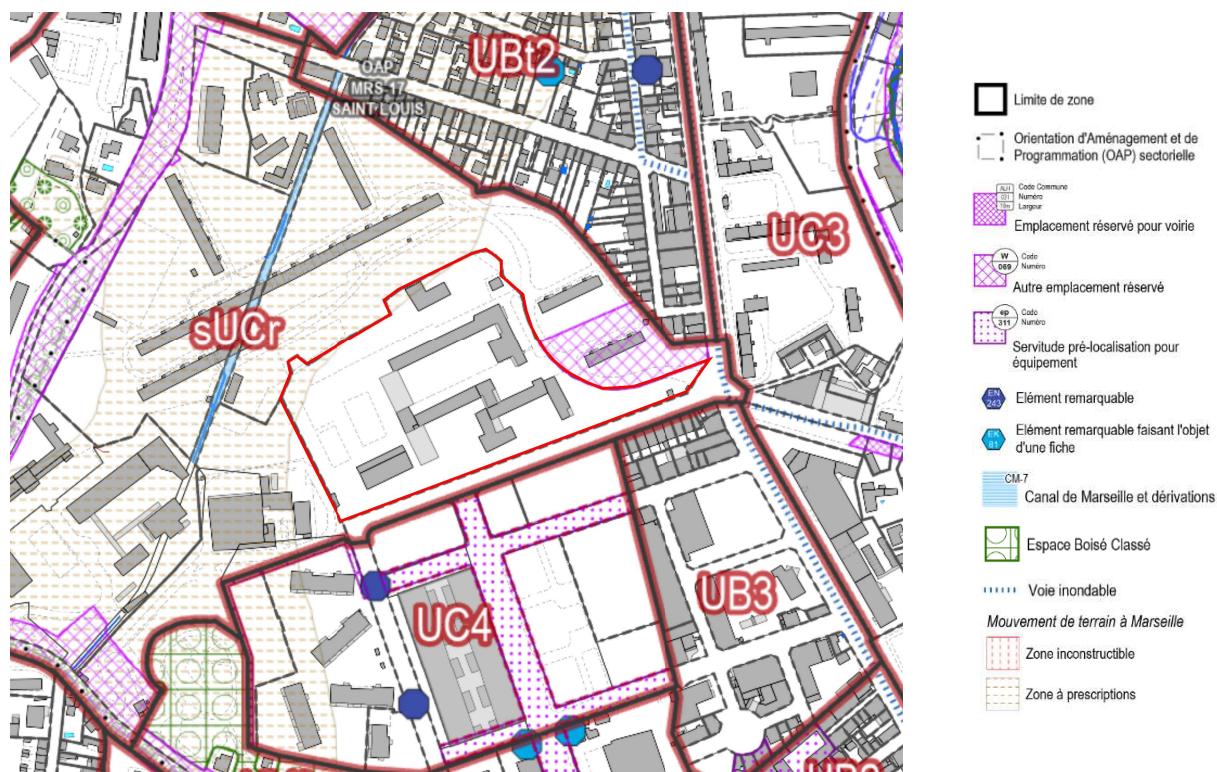 UBt2
OAP
MRS-17
SAINT-LOUIS
UC3
sUCr
UC4
UB3
Limite de zone
Orientation d'Aménagement et de
Programmation (OAP) sectorielle
Code Commune
Numéro
Largeur
Emplacement réservé pour voirie
W
069
Code
Numéro
Autre emplacement réservé
ep
311
Code
Numéro
Servitude pré-localisation pour
équipement
EN
243
Elément remarquable
EK
81
Elément remarquable faisant l'objet
d'une fiche
CM-7
Canal de Marseille et dérivations
Espace Boisé Classé
Voie inondable
Mouvement de terrain à Marseille
Zone inconstructible
Zone à prescriptions